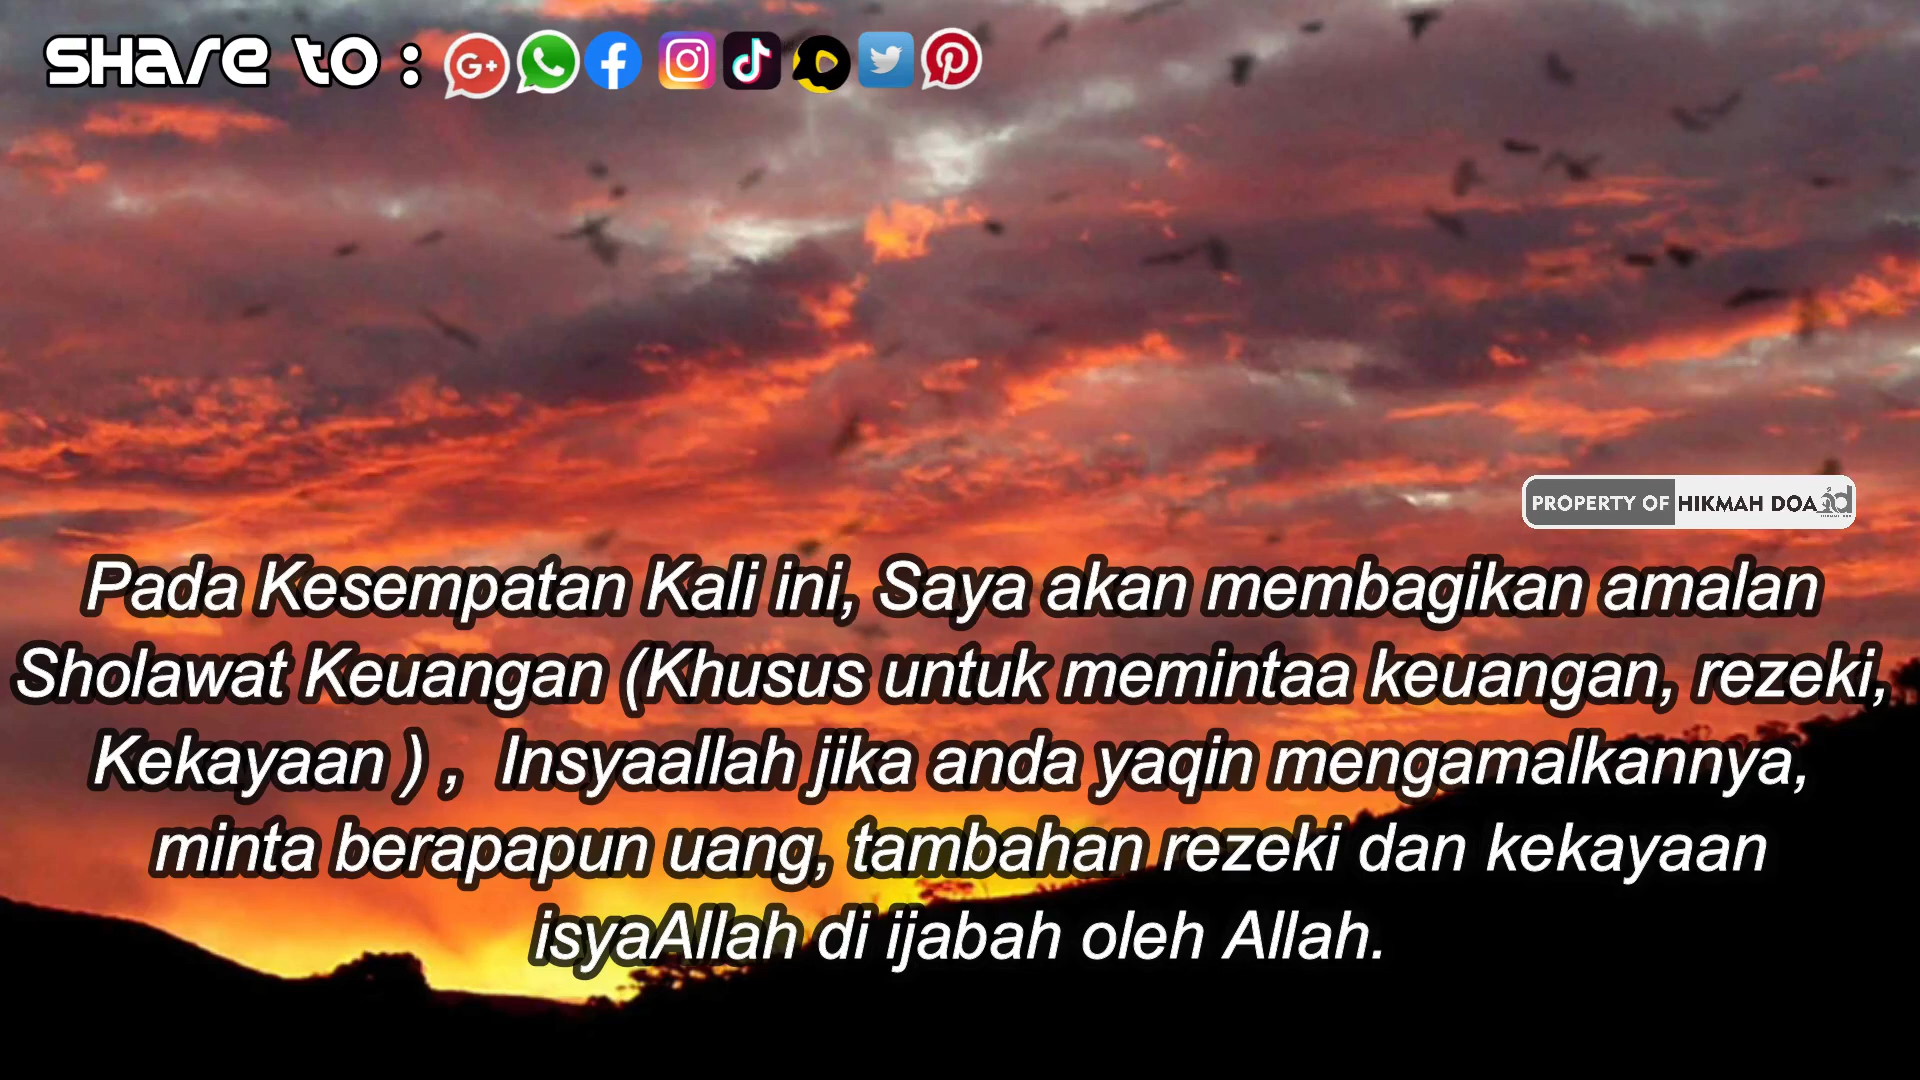 SHARE TO :
PROPERTY OF HIKMAH DOA
Pada Kesempatan Kali ini, Saya akan membagikan amalan
Sholawat Keuangan (Khusus untuk memintaa keuangan, rezeki,
Kekayaan ) , Insyaallah jika anda yaqin mengamalkannya,
minta berapapun uang, tambahan rezeki dan kekayaan
isyaAllah di ijabah oleh Allah.